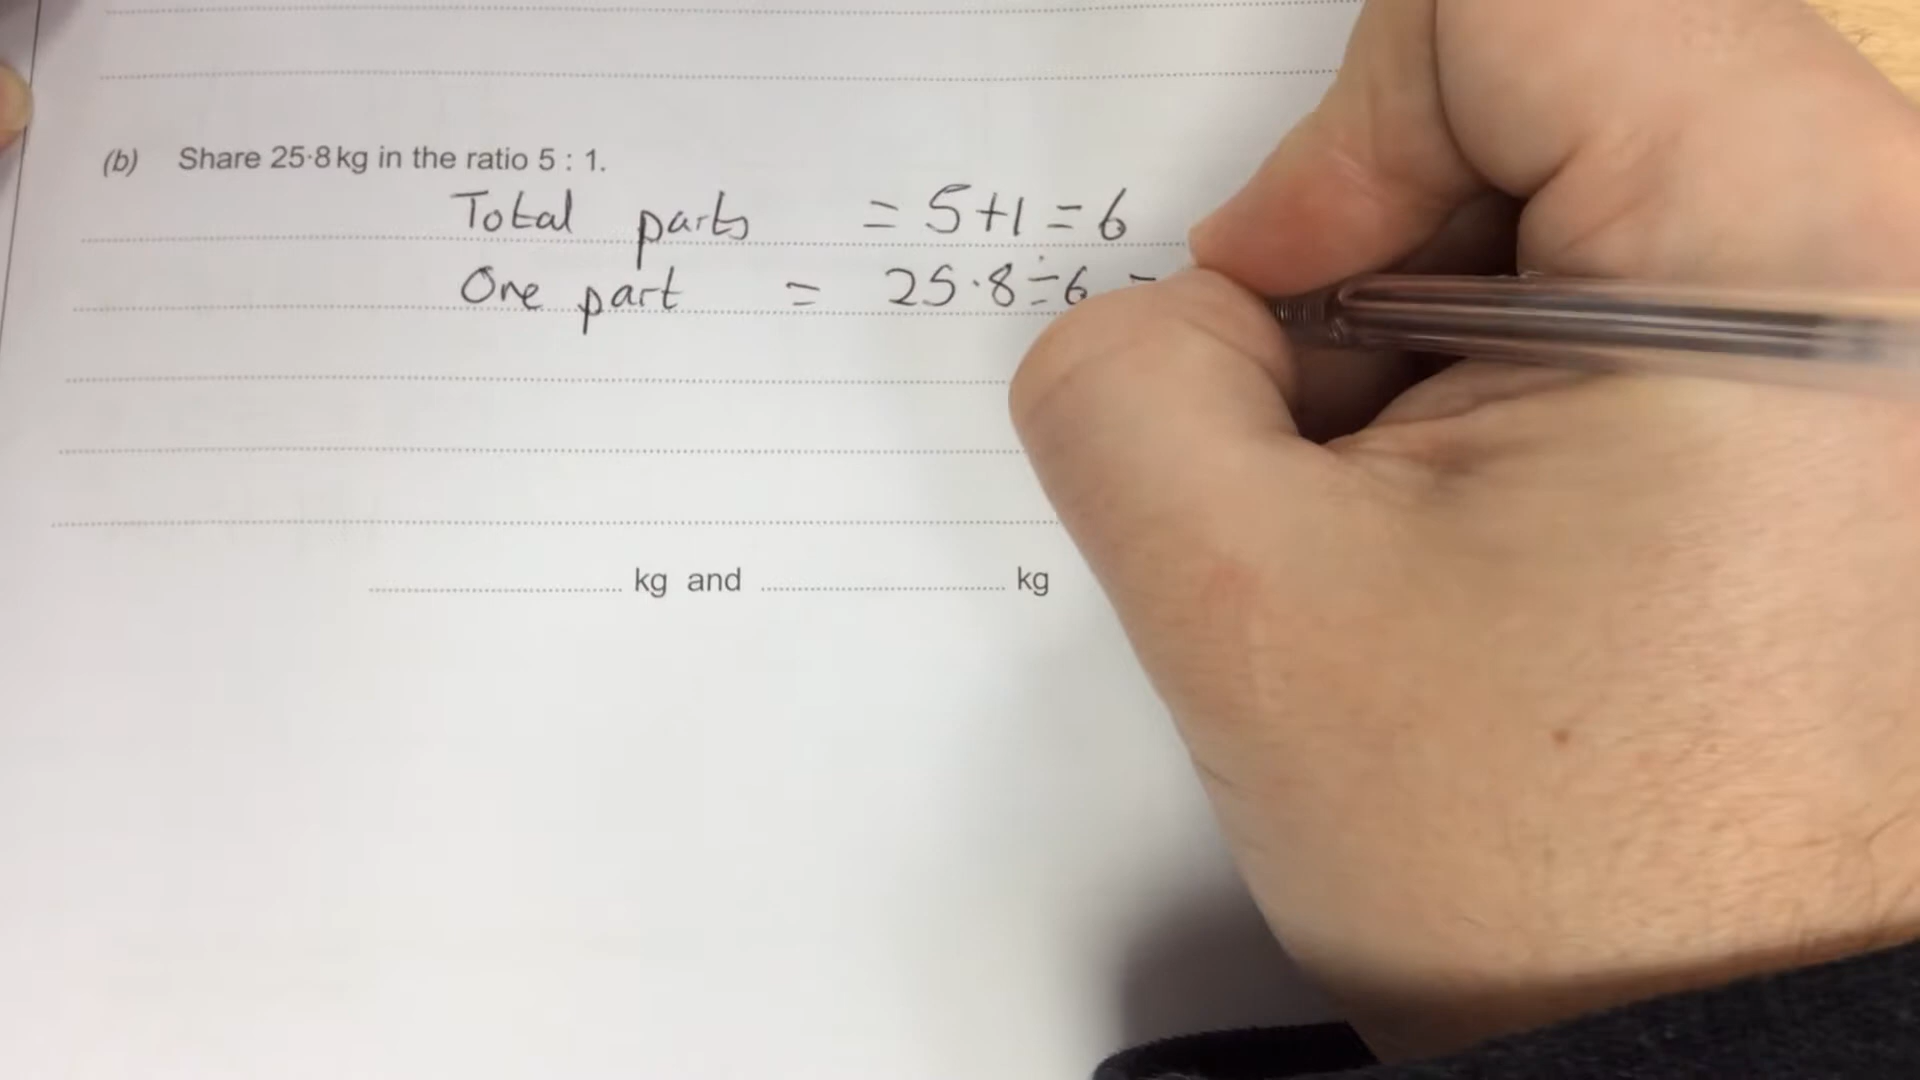 (b) Share 25·8 kg in the ratio 5 : 1.
Total parts = 5+1 = 6
One part = 25·8÷6 =
kg and kg